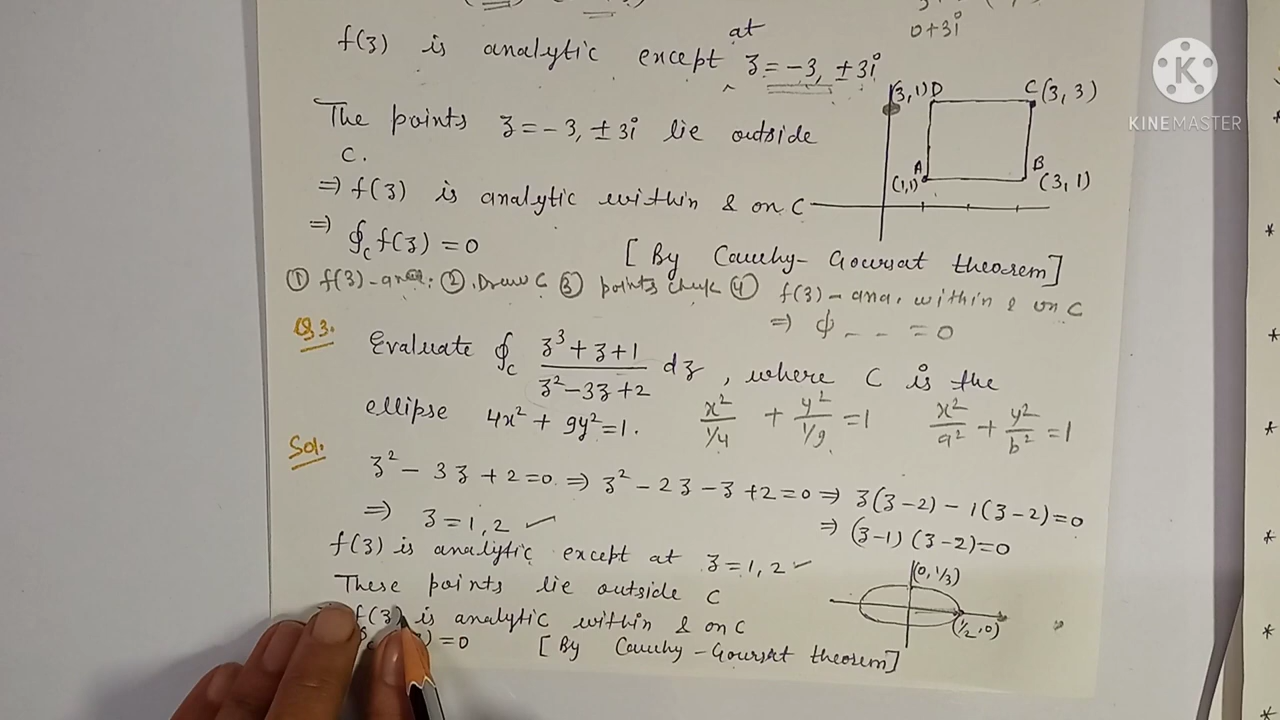 0+3i
at
f(z) is analytic except z=-3, ±3i
KINEMASTER
(3,1) D C (3, 3)
The points z=-3, ±3i lie outside
C.
A B
(1,1) (3, 1)
⇒ f(z) is analytic within & on C
⇒ ∮c f(z) = 0 [By Cauchy-Goursat theorem]
① f(z)-ana. ② Draw C ③ points check ④ f(z)-ana. within & on C
⇒ ∮ - - = 0
Q3. Evaluate ∮c (z³+z+1)/(z²-3z+2) dz, where C is the
ellipse 4x²+9y²=1. x²/(1/4) + y²/(1/9) = 1 x²/a² + y²/b² = 1
Sol.
z²-3z+2=0 ⇒ z²-2z-z+2=0 ⇒ z(z-2)-1(z-2)=0
⇒ z=1,2 ✓ ⇒ (z-1)(z-2)=0
f(z) is analytic except at z=1,2 ✓
(0,1/3)
These points lie outside C
f(z) is analytic within & on C
(1/2,0)
=0 [By Cauchy-Goursat theorem]